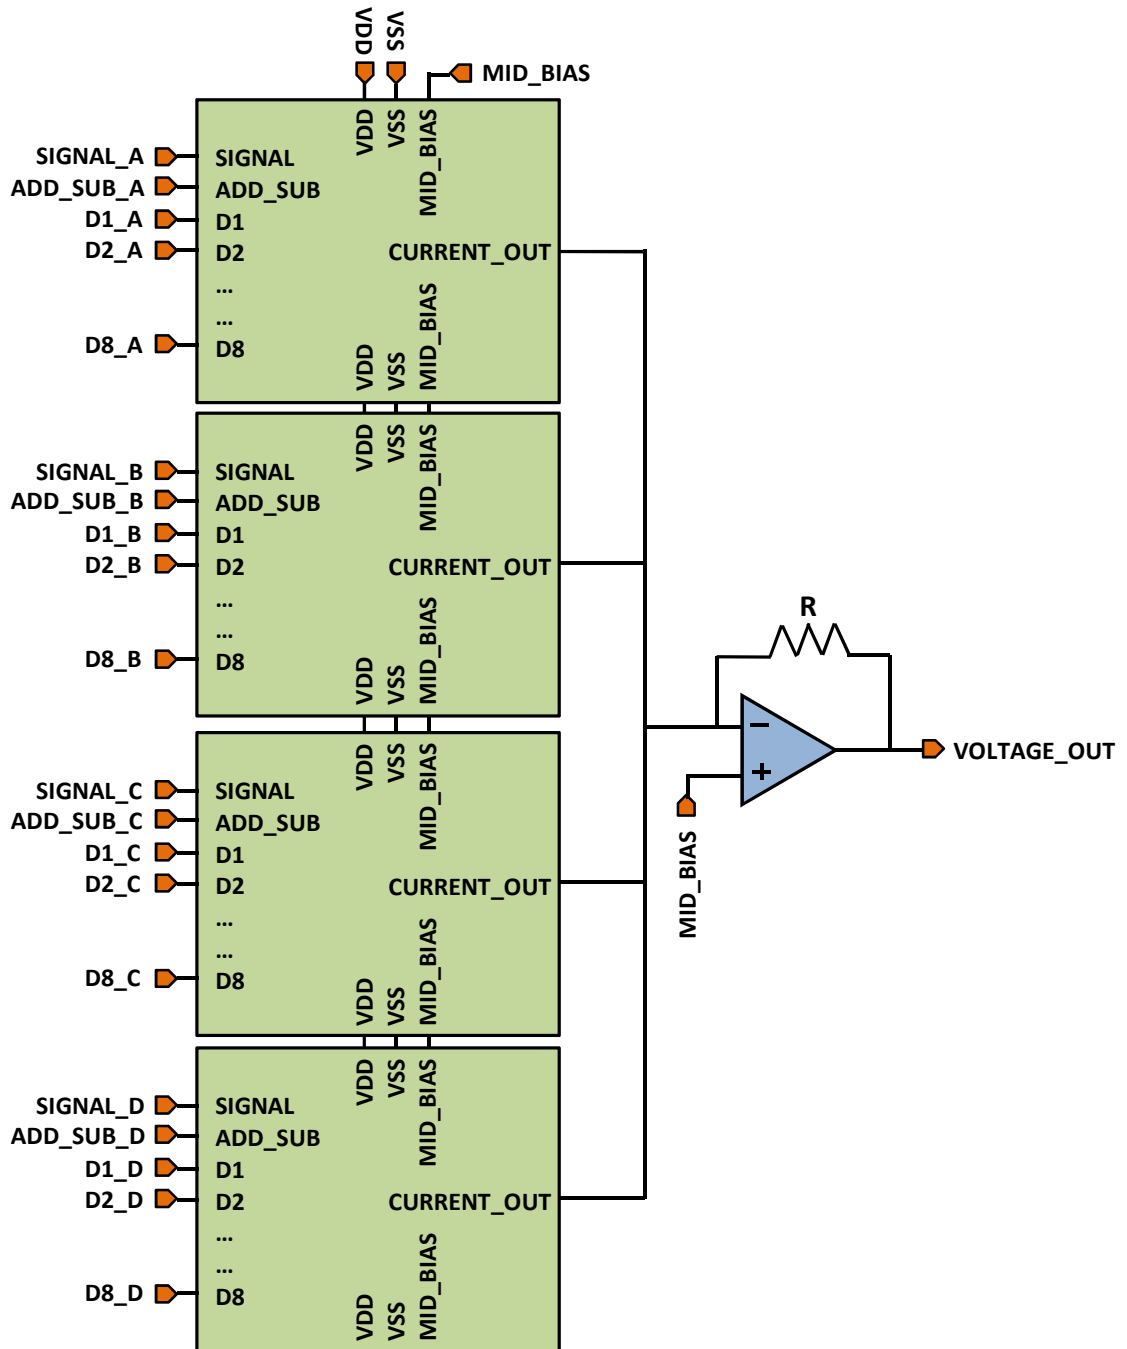 VDD
VSS
MID_BIAS
VDD
VSS
MID_BIAS
SIGNAL_A
SIGNAL
ADD_SUB_A
ADD_SUB
D1_A
D1
D2_A
D2
CURRENT_OUT
...
...
D8_A
D8
VDD
VSS
MID_BIAS
VDD
VSS
MID_BIAS
SIGNAL_B
SIGNAL
ADD_SUB_B
ADD_SUB
D1_B
D1
D2_B
D2
CURRENT_OUT
...
...
D8_B
D8
VDD
VSS
MID_BIAS
R
VDD
VSS
MID_BIAS
SIGNAL_C
SIGNAL
ADD_SUB_C
ADD_SUB
D1_C
D1
D2_C
D2
CURRENT_OUT
...
...
D8_C
D8
VDD
VSS
MID_BIAS
−
+
VOLTAGE_OUT
MID_BIAS
VDD
VSS
MID_BIAS
SIGNAL_D
SIGNAL
ADD_SUB_D
ADD_SUB
D1_D
D1
D2_D
D2
CURRENT_OUT
...
...
D8_D
D8
VDD
VSS
MID_BIAS